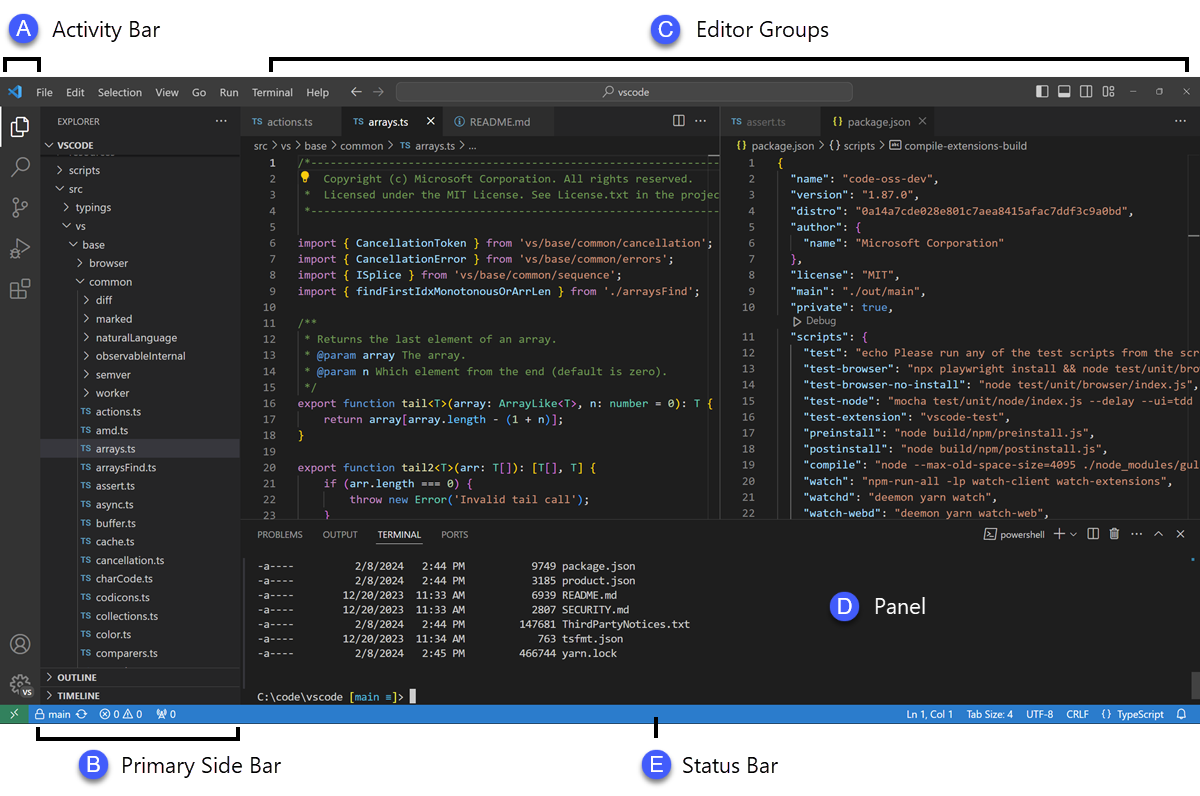 A Activity Bar
C Editor Groups
File Edit Selection View Go Run Terminal Help
vscode
EXPLORER
VSCODE
scripts
src
typings
vs
base
browser
common
diff
marked
naturalLanguage
observableInternal
semver
worker
TS actions.ts
TS amd.ts
TS arrays.ts
TS arraysFind.ts
TS assert.ts
TS async.ts
TS buffer.ts
TS cache.ts
TS cancellation.ts
TS charCode.ts
TS codicons.ts
TS collections.ts
TS color.ts
TS comparers.ts
OUTLINE
TIMELINE
VS
TS actions.ts TS arrays.ts README.md
src > vs > base > common > TS arrays.ts > ...
1 /*---------------------------------------------------------------
2 * Copyright (c) Microsoft Corporation. All rights reserved.
3 * Licensed under the MIT License. See License.txt in the projec
4 *---------------------------------------------------------------
5
6 import { CancellationToken } from 'vs/base/common/cancellation';
7 import { CancellationError } from 'vs/base/common/errors';
8 import { ISplice } from 'vs/base/common/sequence';
9 import { findFirstIdxMonotonousOrArrLen } from './arraysFind';
10
11 /**
12 * Returns the last element of an array.
13 * @param array The array.
14 * @param n Which element from the end (default is zero).
15 */
16 export function tail<T>(array: ArrayLike<T>, n: number = 0): T {
17 return array[array.length - (1 + n)];
18 }
19
20 export function tail2<T>(arr: T[]): [T[], T] {
21 if (arr.length === 0) {
22 throw new Error('Invalid tail call');
23 }
TS assert.ts {} package.json
{} package.json > {} scripts > abc compile-extensions-build
1 {
2 "name": "code-oss-dev",
3 "version": "1.87.0",
4 "distro": "0a14a7cde028e801c7aea8415afac7ddf3c9a0bd",
5 "author": {
6 "name": "Microsoft Corporation"
7 },
8 "license": "MIT",
9 "main": "./out/main",
10 "private": true,
Debug
11 "scripts": {
12 "test": "echo Please run any of the test scripts from the scr
13 "test-browser": "npx playwright install && node test/unit/bro
14 "test-browser-no-install": "node test/unit/browser/index.js",
15 "test-node": "mocha test/unit/node/index.js --delay --ui=tdd
16 "test-extension": "vscode-test",
17 "preinstall": "node build/npm/preinstall.js",
18 "postinstall": "node build/npm/postinstall.js",
19 "compile": "node --max-old-space-size=4095 ./node_modules/gul
20 "watch": "npm-run-all -lp watch-client watch-extensions",
21 "watchd": "deemon yarn watch",
22 "watch-webd": "deemon yarn watch-web",
PROBLEMS OUTPUT TERMINAL PORTS
powershell
-a---- 2/8/2024 2:44 PM 9749 package.json
-a---- 2/8/2024 2:44 PM 3185 product.json
-a---- 12/20/2023 11:33 AM 6939 README.md
-a---- 12/20/2023 11:33 AM 2807 SECURITY.md
-a---- 2/8/2024 2:44 PM 147681 ThirdPartyNotices.txt
-a---- 12/20/2023 11:34 AM 763 tsfmt.json
-a---- 2/8/2024 2:45 PM 466744 yarn.lock
C:\code\vscode [main ≡]>
D Panel
main 0 0 0
Ln 1, Col 1 Tab Size: 4 UTF-8 CRLF {} TypeScript
B Primary Side Bar
E Status Bar